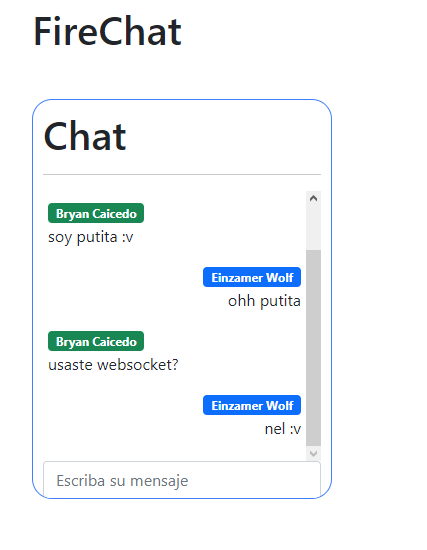 FireChat
Chat
Bryan Caicedo
soy putita :v
Einzamer Wolf
ohh putita
Bryan Caicedo
usaste websocket?
Einzamer Wolf
nel :v
Escriba su mensaje